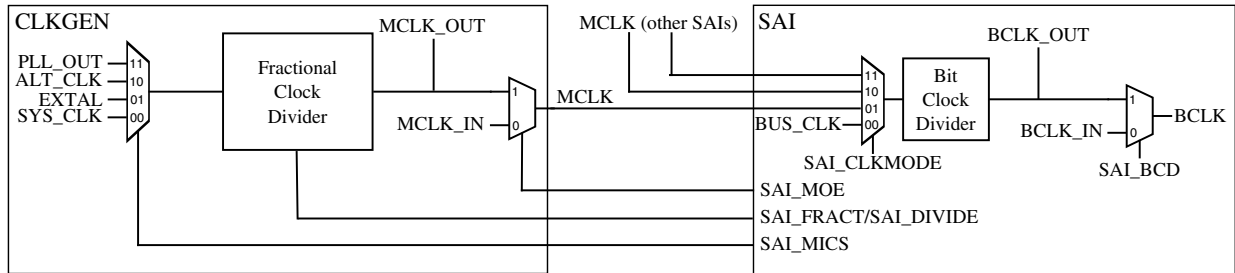 CLKGEN
PLL_OUT
ALT_CLK
EXTAL
SYS_CLK
11
10
01
00
Fractional
Clock
Divider
MCLK_OUT
MCLK_IN
1
0
MCLK
MCLK (other SAIs)
SAI
BUS_CLK
11
10
01
00
SAI_CLKMODE
Bit
Clock
Divider
BCLK_OUT
BCLK_IN
1
0
BCLK
SAI_BCD
SAI_MOE
SAI_FRACT/SAI_DIVIDE
SAI_MICS